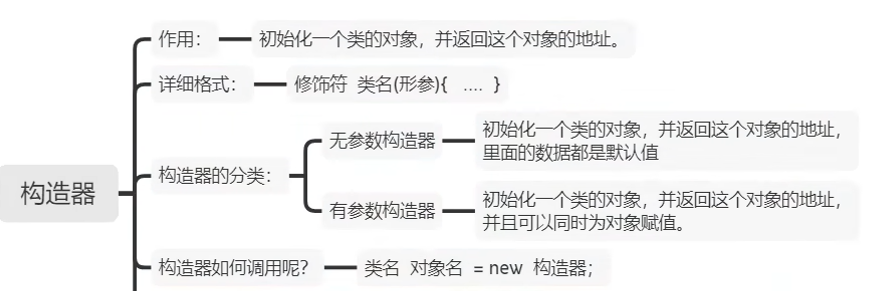 构造器
作用：
初始化一个类的对象，并返回这个对象的地址。
详细格式：
修饰符 类名(形参){ .... }
构造器的分类：
无参数构造器
初始化一个类的对象，并返回这个对象的地址，
里面的数据都是默认值
有参数构造器
初始化一个类的对象，并返回这个对象的地址，
并且可以同时为对象赋值。
构造器如何调用呢？
类名 对象名 = new 构造器；